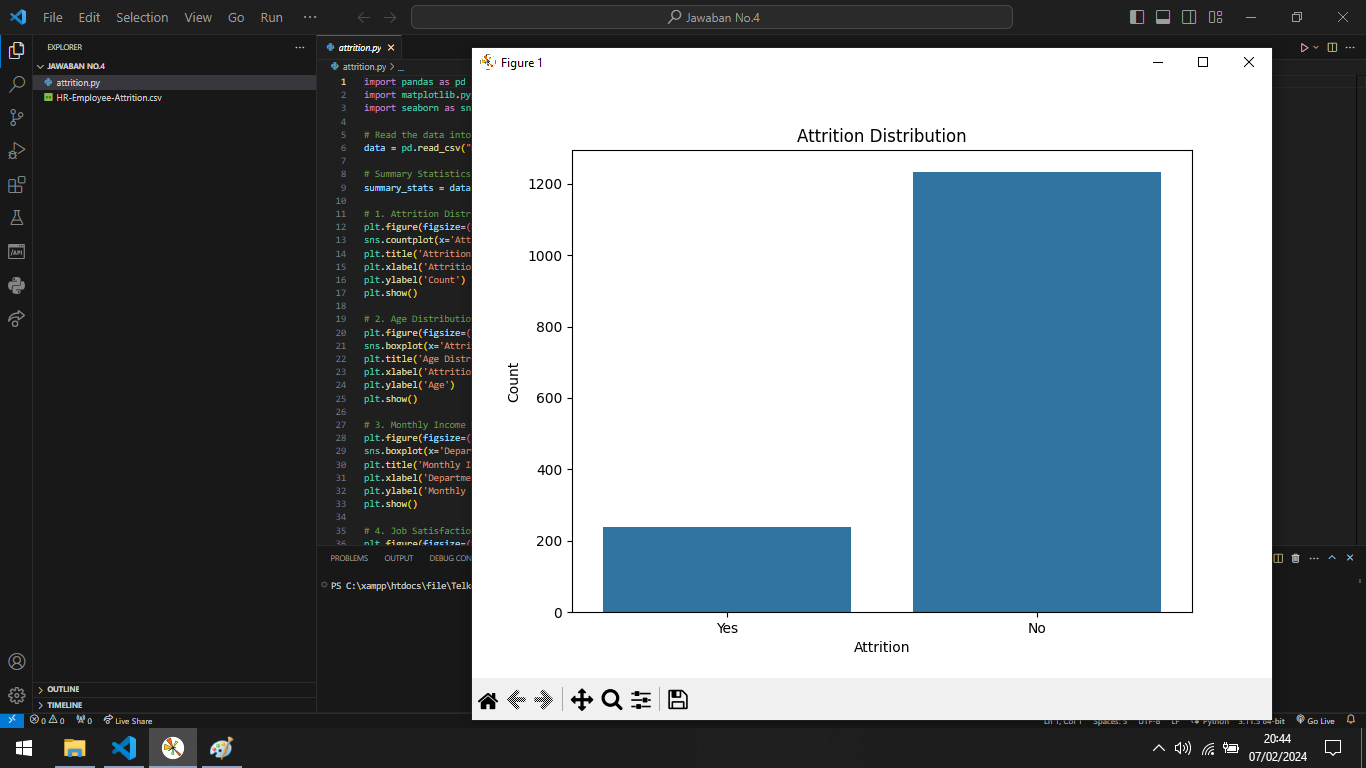 File Edit Selection View Go Run ···
Jawaban No.4
EXPLORER
JAWABAN NO.4
attrition.py
HR-Employee-Attrition.csv
OUTLINE
TIMELINE
attrition.py
attrition.py > ...
1 import pandas as pd
2 import matplotlib.py
3 import seaborn as sn
4
5 # Read the data into
6 data = pd.read_csv("
7
8 # Summary Statistics
9 summary_stats = data
10
11 # 1. Attrition Distr
12 plt.figure(figsize=(
13 sns.countplot(x='Att
14 plt.title('Attrition
15 plt.xlabel('Attritio
16 plt.ylabel('Count')
17 plt.show()
18
19 # 2. Age Distributio
20 plt.figure(figsize=(
21 sns.boxplot(x='Attri
22 plt.title('Age Distr
23 plt.xlabel('Attritio
24 plt.ylabel('Age')
25 plt.show()
26
27 # 3. Monthly Income
28 plt.figure(figsize=(
29 sns.boxplot(x='Depar
30 plt.title('Monthly I
31 plt.xlabel('Departme
32 plt.ylabel('Monthly
33 plt.show()
34
35 # 4. Job Satisfactio
36 plt.figure(figsize=(
PROBLEMS OUTPUT DEBUG CON
PS C:\xampp\htdocs\file\Telk
Figure 1
Attrition Distribution
1200
1000
800
600
400
200
0
Count
Yes No
Attrition
0 0 0 Live Share
Ln 1, Col 1 Spaces: 3 UTF-8 LF Python 3.11.5 64-bit Go Live
20:44
07/02/2024